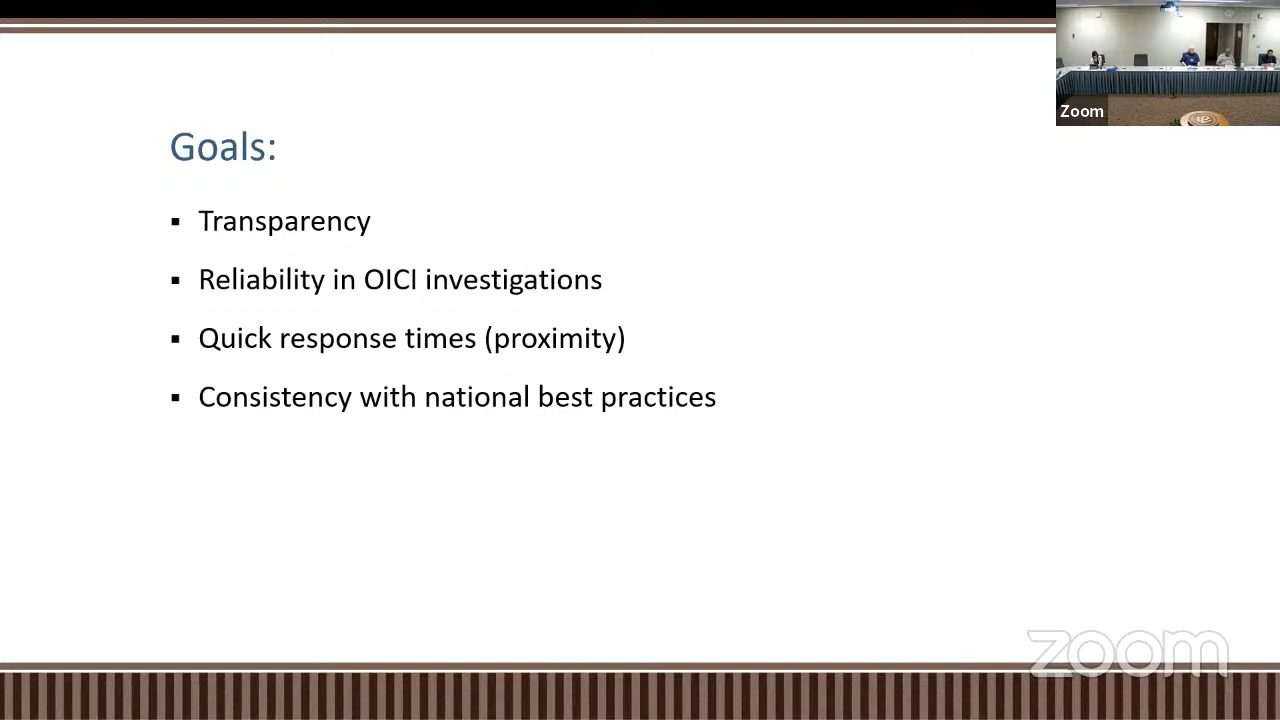 Zoom
Goals:
▪ Transparency
▪ Reliability in OICI investigations
▪ Quick response times (proximity)
▪ Consistency with national best practices
zoom